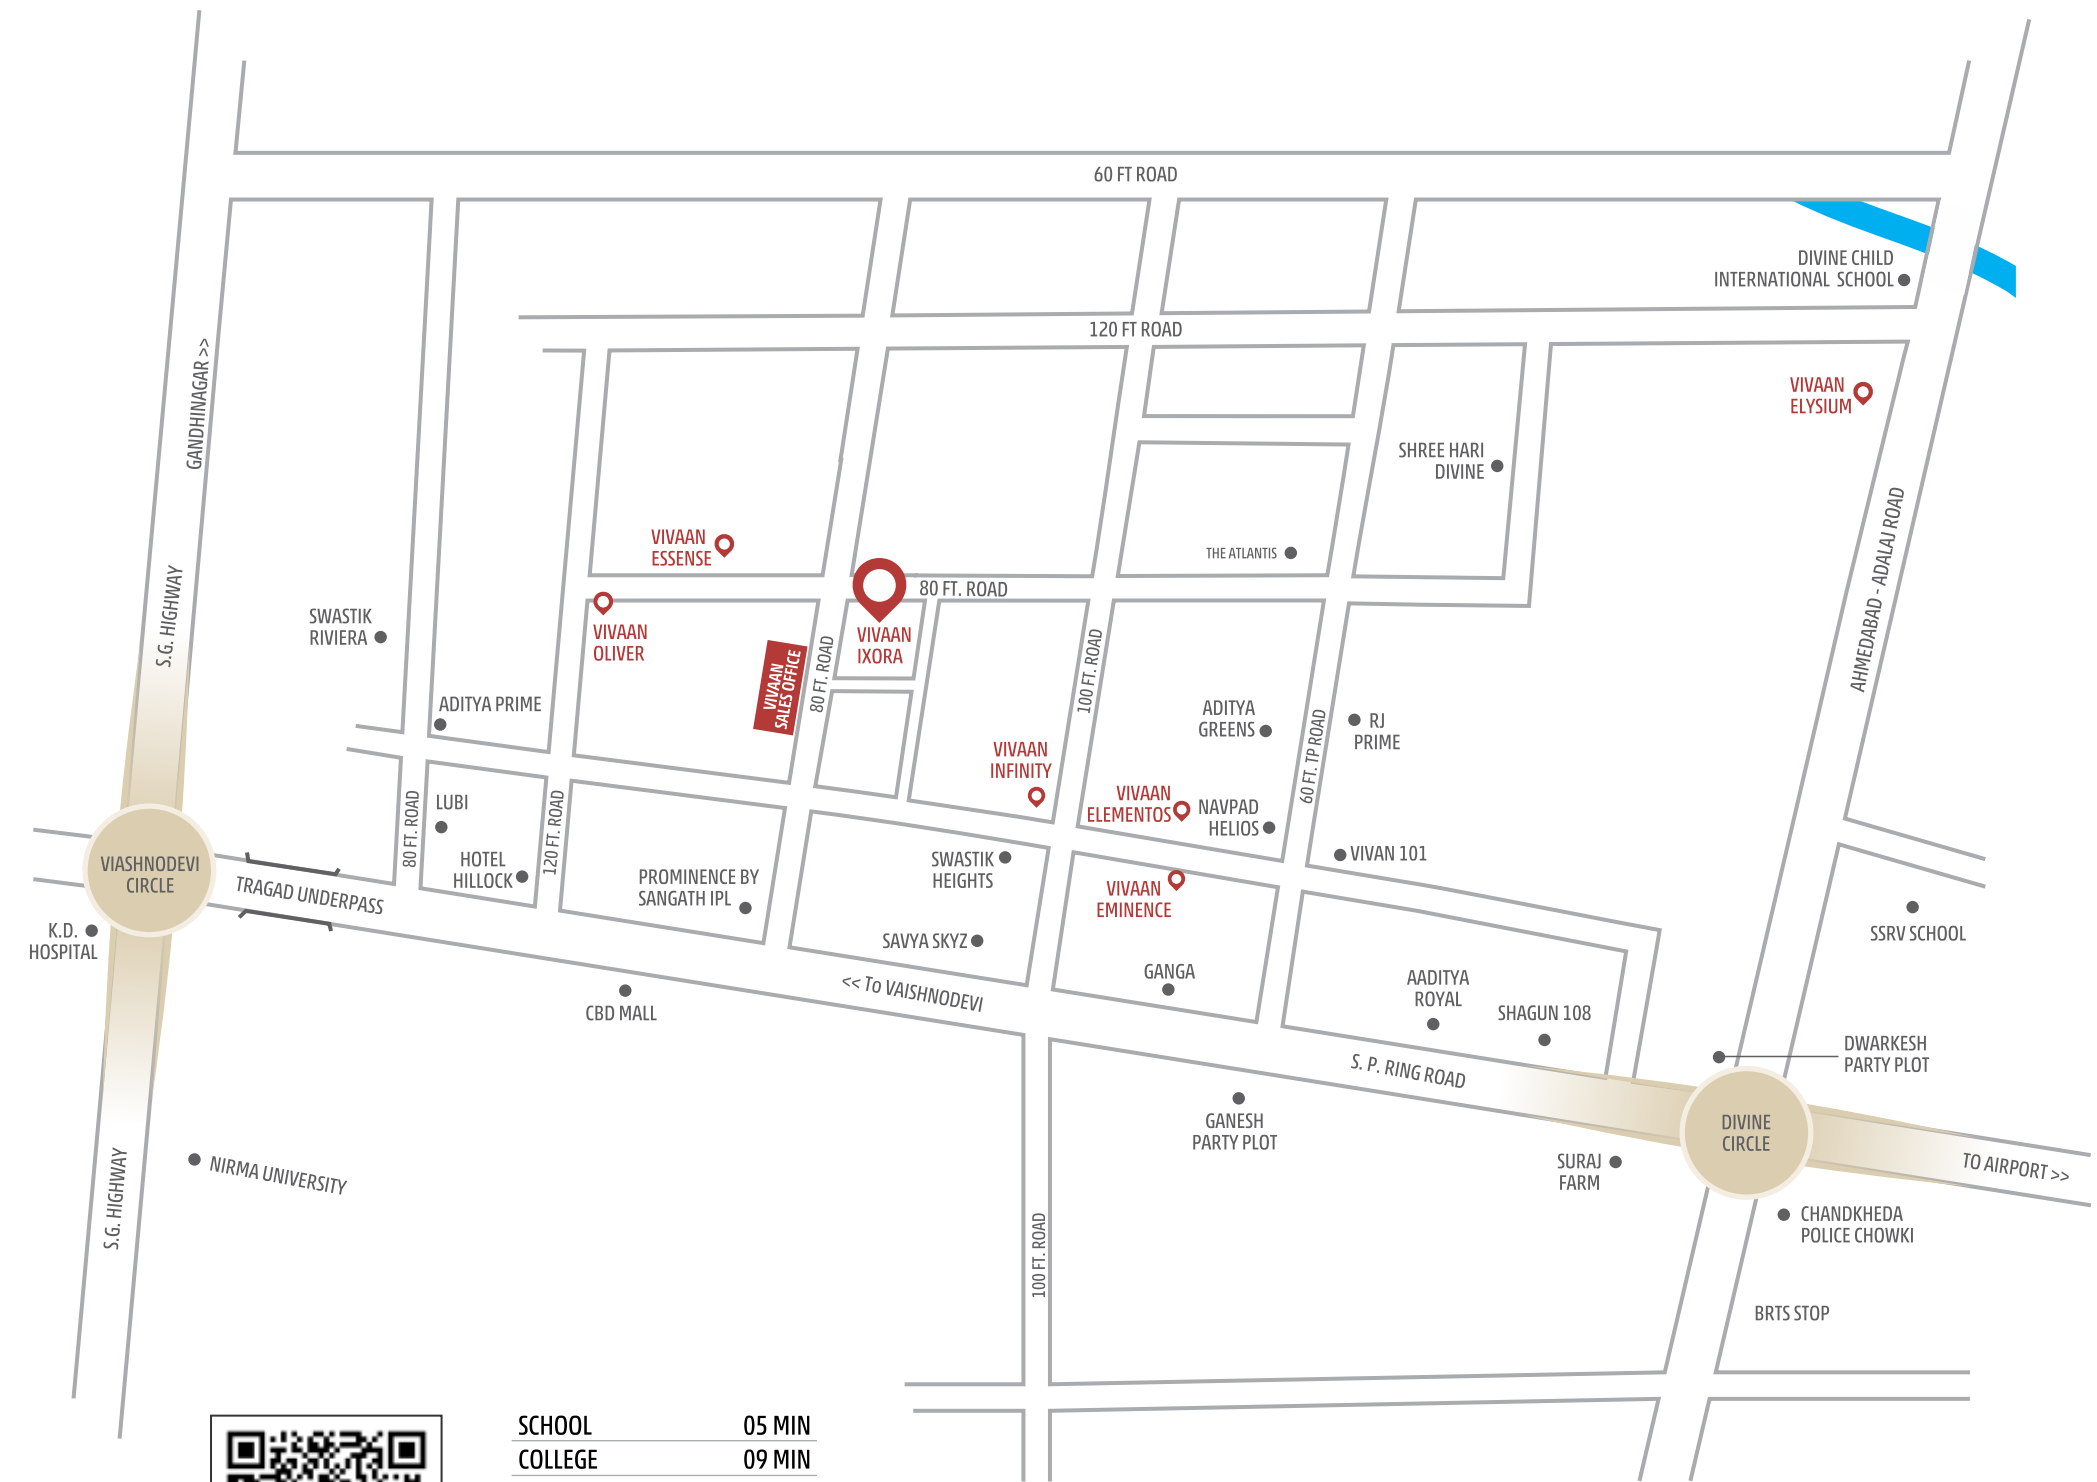 60 FT ROAD
DIVINE CHILD
INTERNATIONAL SCHOOL
120 FT ROAD
GANDHINAGAR >>
VIVAAN
ELYSIUM
SHREE HARI
DIVINE
AHMEDABAD - ADALAJ ROAD
VIVAAN
ESSENSE
THE ATLANTIS
S.G. HIGHWAY
80 FT. ROAD
SWASTIK
RIVIERA
VIVAAN
OLIVER
VIVAAN
IXORA
VIVAAN
SALES OFFICE
80 FT. ROAD
100 FT. ROAD
ADITYA PRIME
ADITYA
GREENS
60 FT. TP ROAD
RJ
PRIME
VIVAAN
INFINITY
LUBI
80 FT. ROAD
120 FT. ROAD
VIVAAN
ELEMENTOS
NAVPAD
HELIOS
VIASHNODEVI
CIRCLE
HOTEL
HILLOCK
SWASTIK
HEIGHTS
VIVAN 101
TRAGAD UNDERPASS
PROMINENCE BY
SANGATH IPL
VIVAAN
EMINENCE
K.D.
HOSPITAL
SAVYA SKYZ
SSRV SCHOOL
GANGA
AADITYA
ROYAL
<< To VAISHNODEVI
CBD MALL
SHAGUN 108
DWARKESH
PARTY PLOT
S. P. RING ROAD
GANESH
PARTY PLOT
DIVINE
CIRCLE
SURAJ
FARM
TO AIRPORT >>
NIRMA UNIVERSITY
S.G. HIGHWAY
CHANDKHEDA
POLICE CHOWKI
100 FT. ROAD
BRTS STOP
SCHOOL 05 MIN
COLLEGE 09 MIN